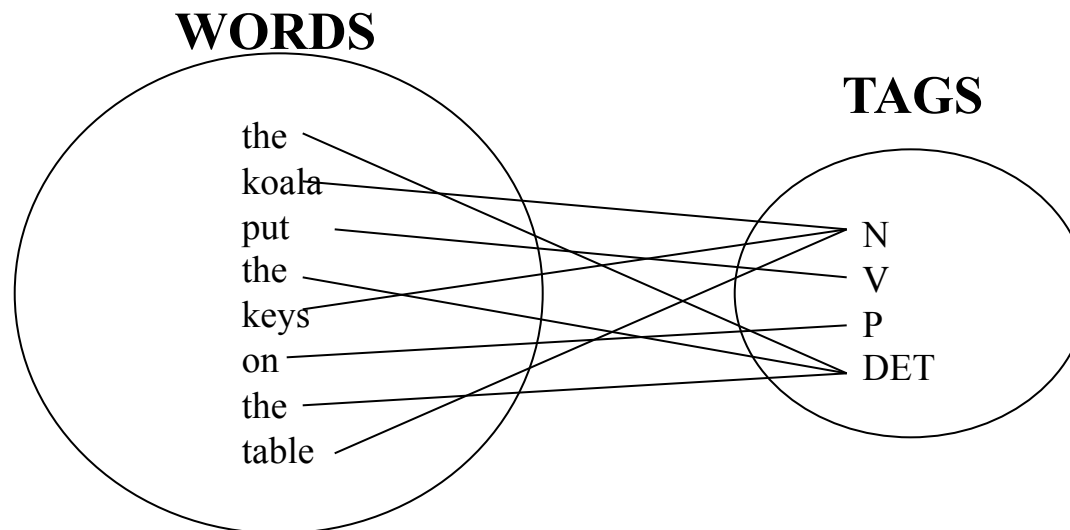 WORDS
TAGS
the
koala
put
the
keys
on
the
table
N
V
P
DET